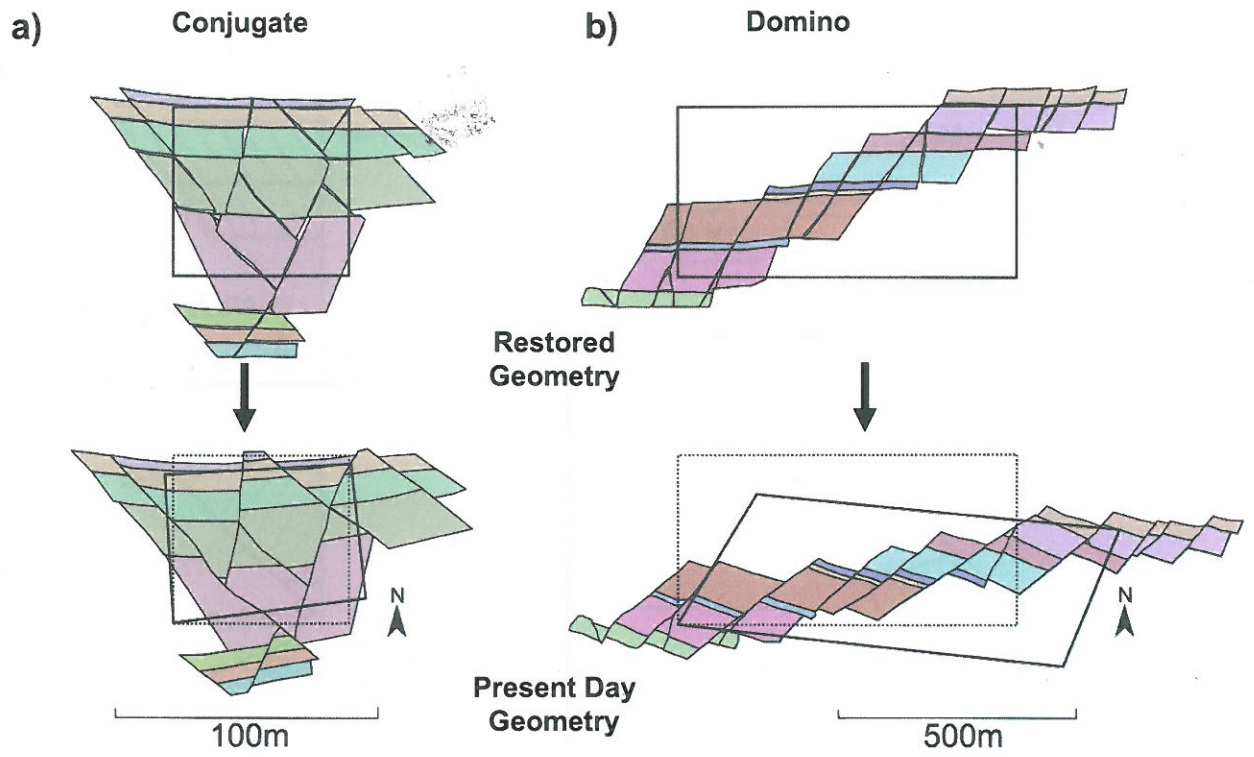 a)
Conjugate
b)
Domino
Restored
Geometry
N
N
Present Day
Geometry
100m
500m